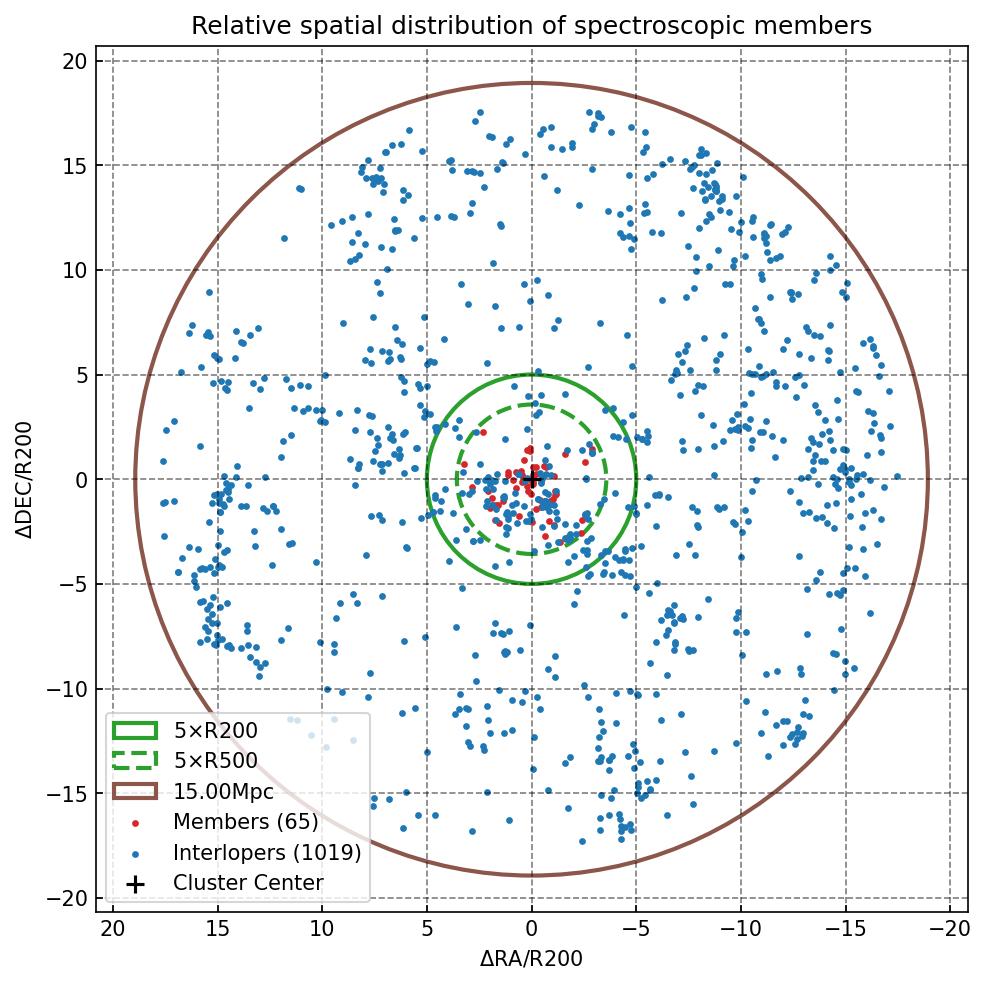 Relative spatial distribution of spectroscopic members
20
15
10
5
0
−5
−10
−15
−20
ΔDEC/R200
5×R200
5×R500
15.00Mpc
Members (65)
Interlopers (1019)
Cluster Center
20 15 10 5 0 −5 −10 −15 −20
ΔRA/R200